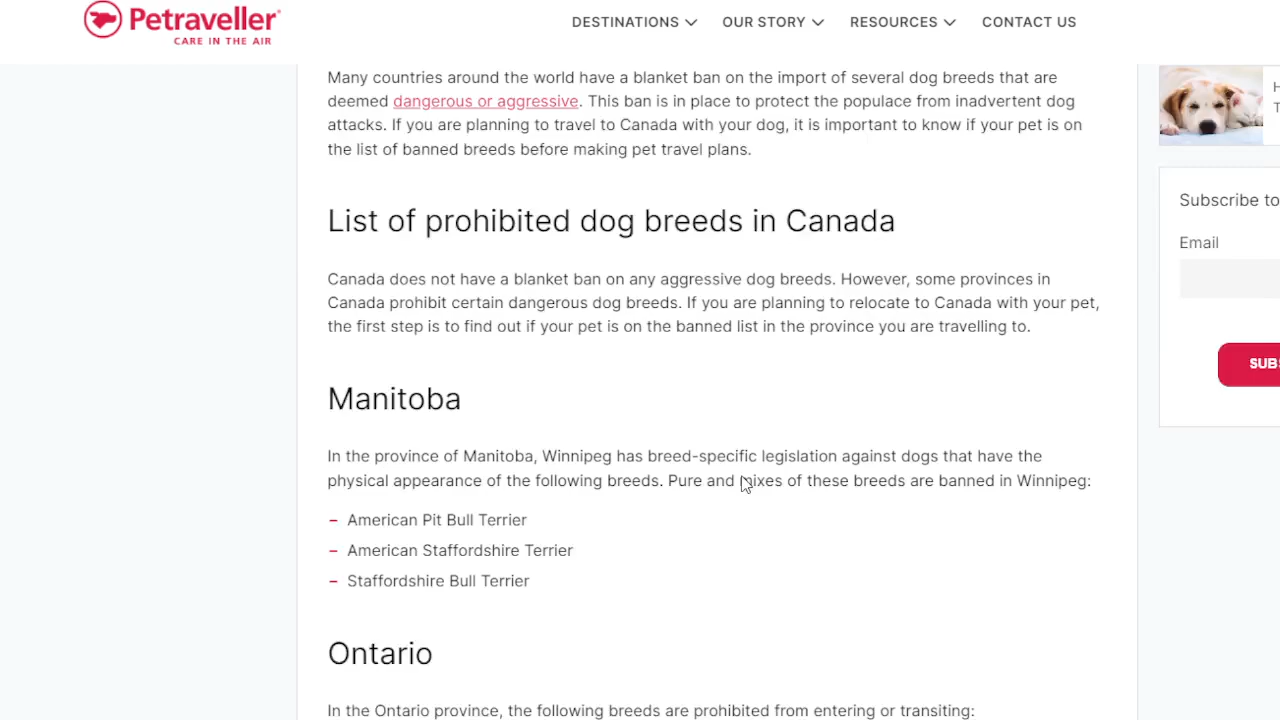 Petraveller
CARE IN THE AIR
DESTINATIONS OUR STORY RESOURCES CONTACT US
Many countries around the world have a blanket ban on the import of several dog breeds that are
deemed dangerous or aggressive. This ban is in place to protect the populace from inadvertent dog
attacks. If you are planning to travel to Canada with your dog, it is important to know if your pet is on
the list of banned breeds before making pet travel plans.
List of prohibited dog breeds in Canada
Canada does not have a blanket ban on any aggressive dog breeds. However, some provinces in
Canada prohibit certain dangerous dog breeds. If you are planning to relocate to Canada with your pet,
the first step is to find out if your pet is on the banned list in the province you are travelling to.
Manitoba
In the province of Manitoba, Winnipeg has breed-specific legislation against dogs that have the
physical appearance of the following breeds. Pure and mixes of these breeds are banned in Winnipeg:
– American Pit Bull Terrier
– American Staffordshire Terrier
– Staffordshire Bull Terrier
Ontario
In the Ontario province, the following breeds are prohibited from entering or transiting:
Subscribe to
Email